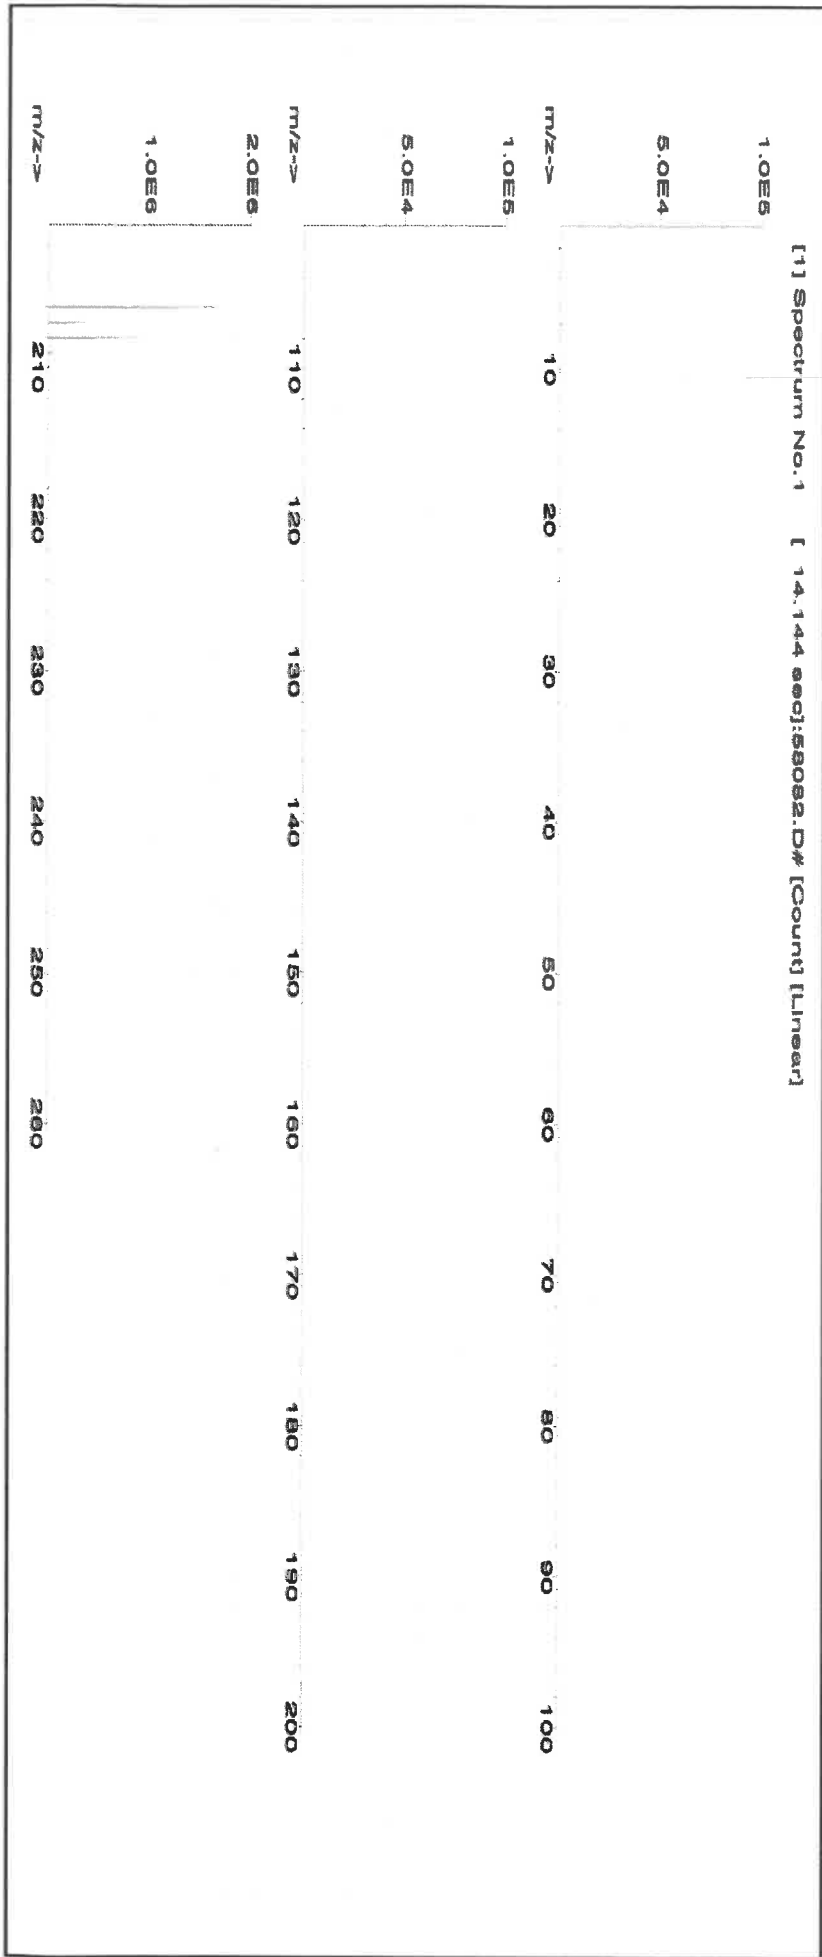 [1] Spectrum No.1 [ 14.144 sec]:58082.D# [Count] [Linear]
1.0E5
5.0E4
m/z-> 10 20 30 40 50 60 70 80 90 100
1.0E5
5.0E4
m/z-> 110 120 130 140 150 160 170 180 190 200
2.0E6
1.0E6
m/z-> 210 220 230 240 250 260